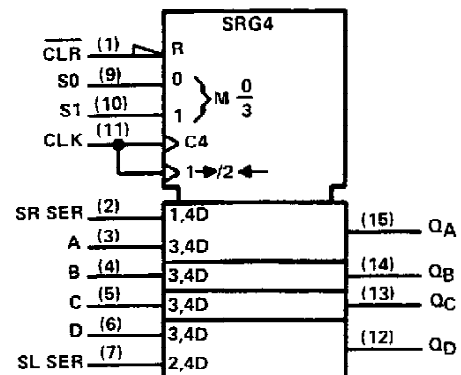 SRG4
CLR (1) R
S0 (9) 0
M 0/3
S1 (10) 1
CLK (11) C4
1→/2←
SR SER (2) 1,4D
(15) QA
A (3) 3,4D
B (4) 3,4D (14) QB
C (5) 3,4D (13) QC
D (6) 3,4D
(12) QD
SL SER (7) 2,4D